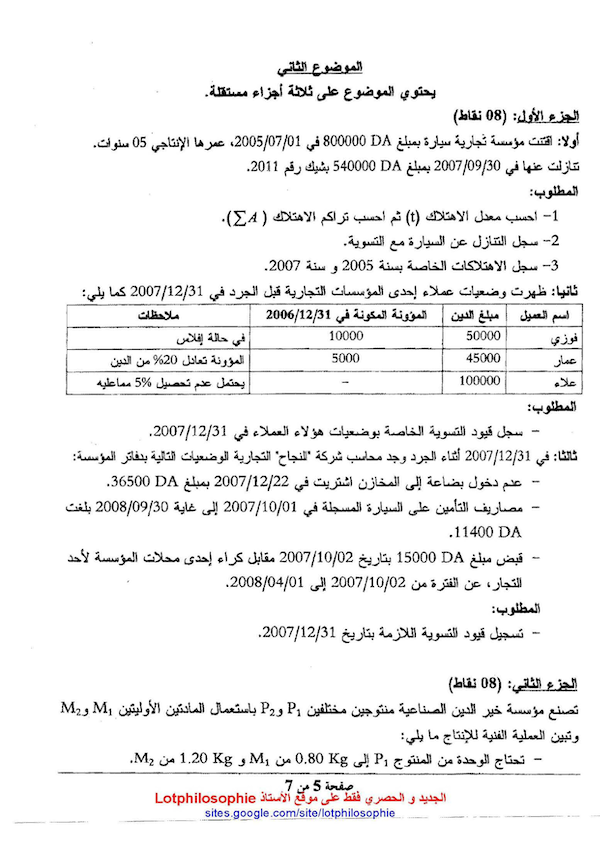 الموضوع الثاني
يحتوي الموضوع على ثلاثة أجزاء مستقلة.
الجزء الأول: (08 نقاط)
أولا: اقتنت مؤسسة تجارية سيارة بمبلغ 800000 DA في 2005/07/01، عمرها الإنتاجي 05 سنوات.
تنازلت عنها في 2007/09/30 بمبلغ 540000 DA بشيك رقم 2011.
المطلوب:
1- احسب معدل الاهتلاك (t) ثم احسب تراكم الاهتلاك (∑A).
2- سجل التنازل عن السيارة مع التسوية.
3- سجل الاهتلاكات الخاصة بسنة 2005 و سنة 2007.
ثانيا: ظهرت وضعيات عملاء إحدى المؤسسات التجارية قبل الجرد في 2007/12/31 كما يلي:
اسم العميل مبلغ الدين المؤونة المكونة في 2006/12/31 ملاحظات
فوزي 50000 10000 في حالة إفلاس
عمار 45000 5000 المؤونة تعادل 20% من الدين
علاء 100000 - يحتمل عدم تحصيل 5% مماعليه
المطلوب:
- سجل قيود التسوية الخاصة بوضعيات هؤلاء العملاء في 2007/12/31.
ثالثا: في 2007/12/31 أثناء الجرد وجد محاسب شركة "النجاح" التجارية الوضعيات التالية بدفاتر المؤسسة:
- عدم دخول بضاعة إلى المخازن اشتريت في 2007/12/22 بمبلغ 36500 DA.
- مصاريف التأمين على السيارة المسجلة في 2007/10/01 إلى غاية 2008/09/30 بلغت
11400 DA.
- قبض مبلغ 15000 DA بتاريخ 2007/10/02 مقابل كراء إحدى محلات المؤسسة لأحد
التجار، عن الفترة من 2007/10/02 إلى 2008/04/01.
المطلوب:
- تسجيل قيود التسوية اللازمة بتاريخ 2007/12/31.
الجزء الثاني: (08 نقاط)
تصنع مؤسسة خير الدين الصناعية منتوجين مختلفين P1 وP2 باستعمال المادتين الأوليتين M1 وM2
وتبين العملية الفنية للإنتاج ما يلي:
- تحتاج الوحدة من المنتوج P1 إلى 0.80 Kg من M1 و 1.20 Kg من M2.
صفحة 5 من 7
الجديد و الحصري فقط على موقع الأستاذ Lotphilosophie
sites.google.com/site/lotphilosophie